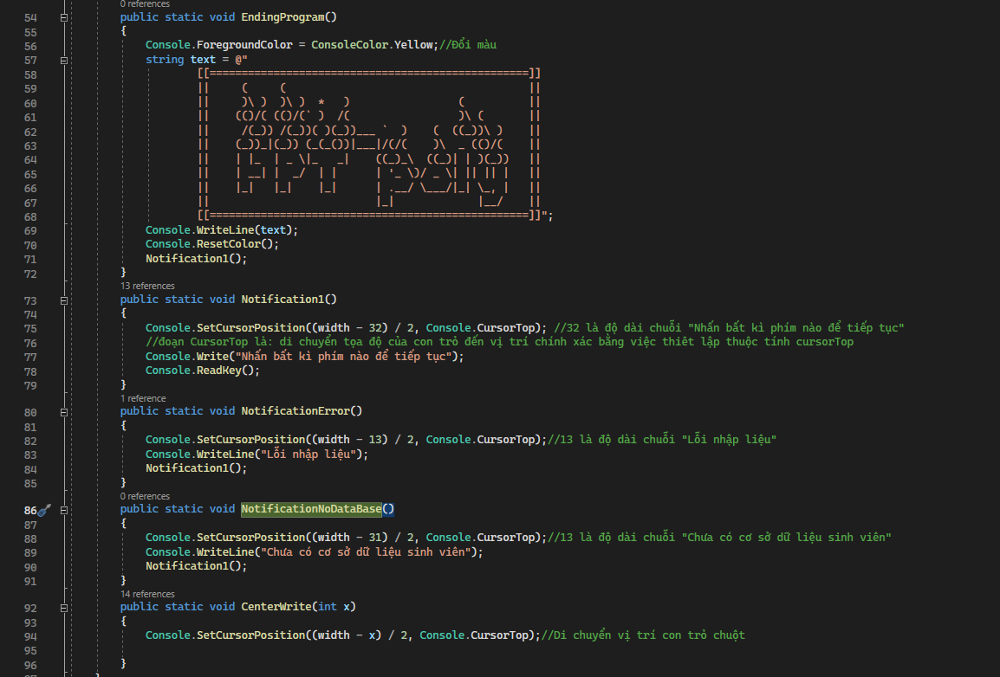 0 references
54 public static void EndingProgram()
55 {
56 Console.ForegroundColor = ConsoleColor.Yellow;//Đổi màu
57 string text = @"
58 [[==================================================]]
59 ||     (     (                                      ||
60 ||     )\ )  )\ )  *   )                 (          ||
61 ||    (()/( (()/(` )  /(                 )\ (       ||
62 ||     /(_)) /(_))( )(_))___ `  )    (  ((_))\ )    ||
63 ||    (_))_|(_)) (_(_())|___|/(/(    )\  _ (()/(    ||
64 ||    | |_  | _ \|_   _|    ((_)_\  ((_)| | )(_))   ||
65 ||    | __| |  _/  | |      | '_ \)/ _ \| || || |   ||
66 ||    |_|   |_|    |_|      | .__/ \___/|_| \_, |   ||
67 ||                          |_|             |__/    ||
68 [[==================================================]]";
69 Console.WriteLine(text);
70 Console.ResetColor();
71 Notification1();
72 }
13 references
73 public static void Notification1()
74 {
75 Console.SetCursorPosition((width - 32) / 2, Console.CursorTop); //32 là độ dài chuỗi "Nhấn bất kì phím nào để tiếp tục"
76 //đoạn CursorTop là: di chuyển tọa độ của con trỏ đến vị trí chính xác bằng việc thiêt lập thuộc tính cursorTop
77 Console.Write("Nhấn bất kì phím nào để tiếp tục");
78 Console.ReadKey();
79 }
1 reference
80 public static void NotificationError()
81 {
82 Console.SetCursorPosition((width - 13) / 2, Console.CursorTop);//13 là độ dài chuỗi "Lỗi nhập liệu"
83 Console.WriteLine("Lỗi nhập liệu");
84 Notification1();
85 }
0 references
86 public static void NotificationNoDataBase()
87 {
88 Console.SetCursorPosition((width - 31) / 2, Console.CursorTop);//13 là độ dài chuỗi "Chưa có cơ sở dữ liệu sinh viên"
89 Console.WriteLine("Chưa có cơ sở dữ liệu sinh viên");
90 Notification1();
91 }
14 references
92 public static void CenterWrite(int x)
93 {
94 Console.SetCursorPosition((width - x) / 2, Console.CursorTop);//Di chuyển vị trí con trỏ chuột
95
96 }